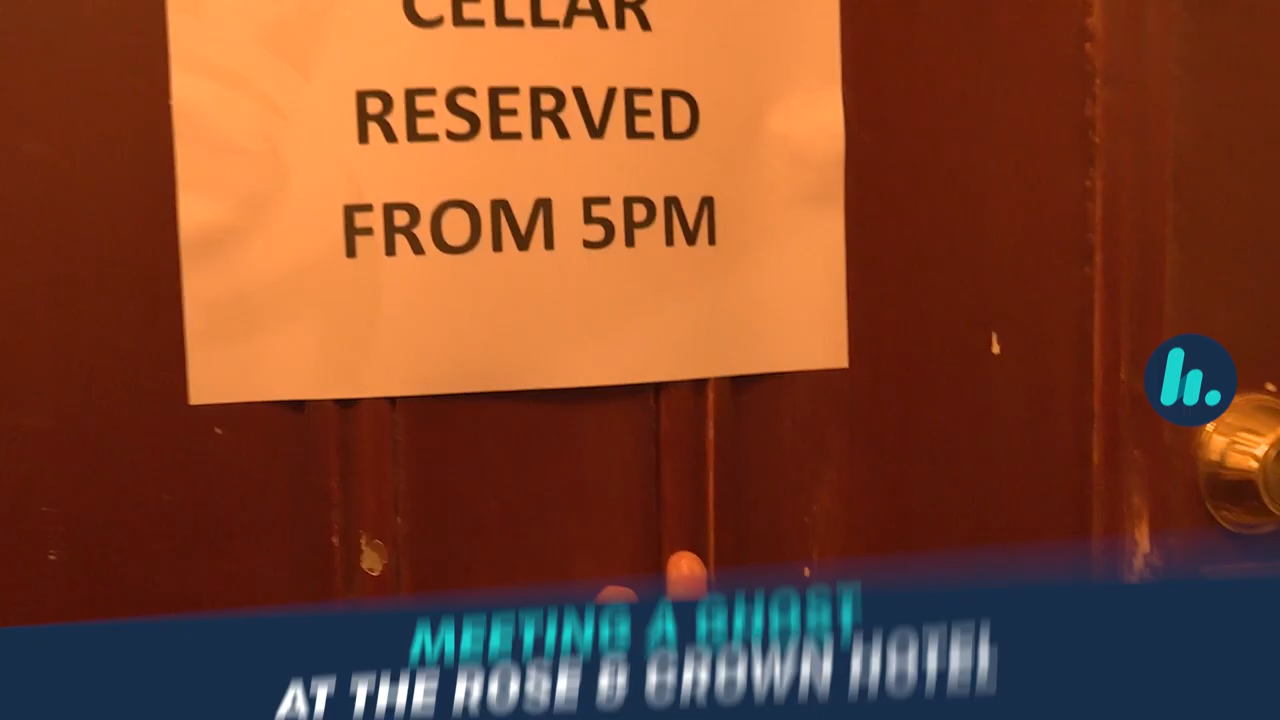 CELLAR
RESERVED
FROM 5PM
h.
MEETING A GHOST
AT THE ROSE & CROWN HOTEL